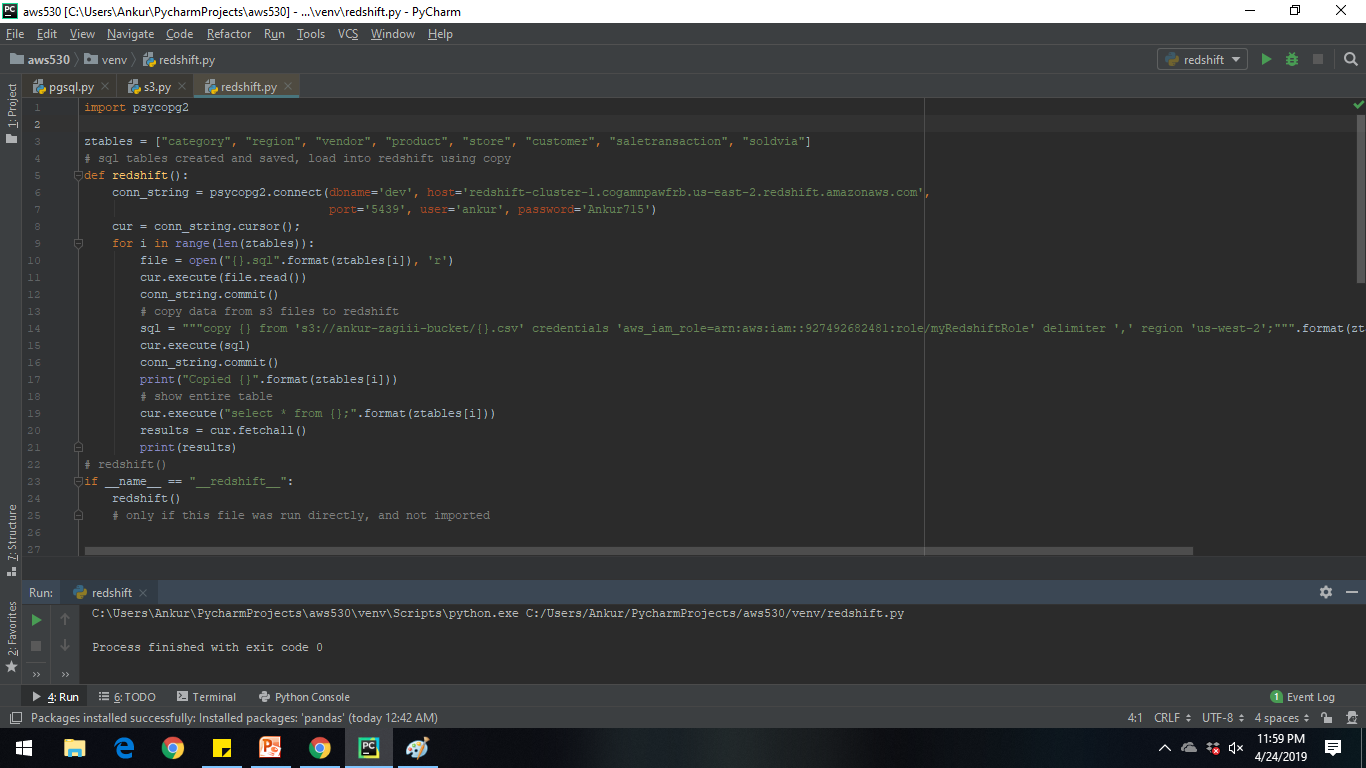 aws530 [C:\Users\Ankur\PycharmProjects\aws530] - ...\venv\redshift.py - PyCharm
File Edit View Navigate Code Refactor Run Tools VCS Window Help
aws530 venv redshift.py redshift
pgsql.py s3.py redshift.py
1: Project
1 import psycopg2
2
3 ztables = ["category", "region", "vendor", "product", "store", "customer", "saletransaction", "soldvia"]
4 # sql tables created and saved, load into redshift using copy
5 def redshift():
6 conn_string = psycopg2.connect(dbname='dev', host='redshift-cluster-1.cogamnpawfrb.us-east-2.redshift.amazonaws.com',
7 port='5439', user='ankur', password='Ankur715')
8 cur = conn_string.cursor();
9 for i in range(len(ztables)):
10 file = open("{}.sql".format(ztables[i]), 'r')
11 cur.execute(file.read())
12 conn_string.commit()
13 # copy data from s3 files to redshift
14 sql = """copy {} from 's3://ankur-zagiii-bucket/{}.csv' credentials 'aws_iam_role=arn:aws:iam::927492682481:role/myRedshiftRole' delimiter ',' region 'us-west-2';""".format(zt
15 cur.execute(sql)
16 conn_string.commit()
17 print("Copied {}".format(ztables[i]))
18 # show entire table
19 cur.execute("select * from {};".format(ztables[i]))
20 results = cur.fetchall()
21 print(results)
22 # redshift()
23 if __name__ == "__redshift__":
24 redshift()
25 # only if this file was run directly, and not imported
26
27
7: Structure
2: Favorites
Run: redshift
C:\Users\Ankur\PycharmProjects\aws530\venv\Scripts\python.exe C:/Users/Ankur/PycharmProjects/aws530/venv/redshift.py
Process finished with exit code 0
4: Run 6: TODO Terminal Python Console 1 Event Log
Packages installed successfully: Installed packages: 'pandas' (today 12:42 AM) 4:1 CRLF UTF-8 4 spaces
11:59 PM
4/24/2019